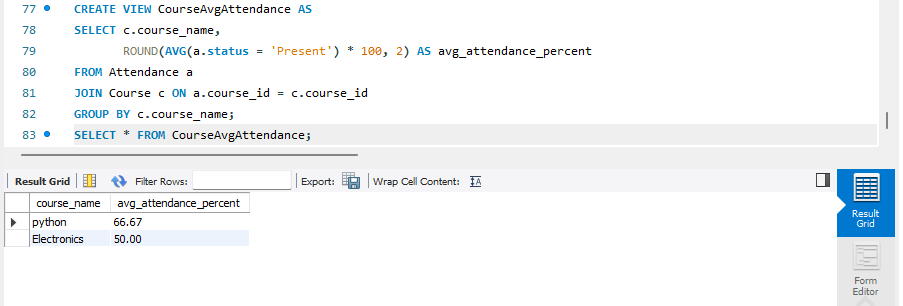 77 CREATE VIEW CourseAvgAttendance AS
78 SELECT c.course_name,
79 ROUND(AVG(a.status = 'Present') * 100, 2) AS avg_attendance_percent
80 FROM Attendance a
81 JOIN Course c ON a.course_id = c.course_id
82 GROUP BY c.course_name;
83 SELECT * FROM CourseAvgAttendance;
Result Grid Filter Rows: Export: Wrap Cell Content: IA
course_name avg_attendance_percent
python 66.67
Electronics 50.00
Result
Grid
Form
Editor